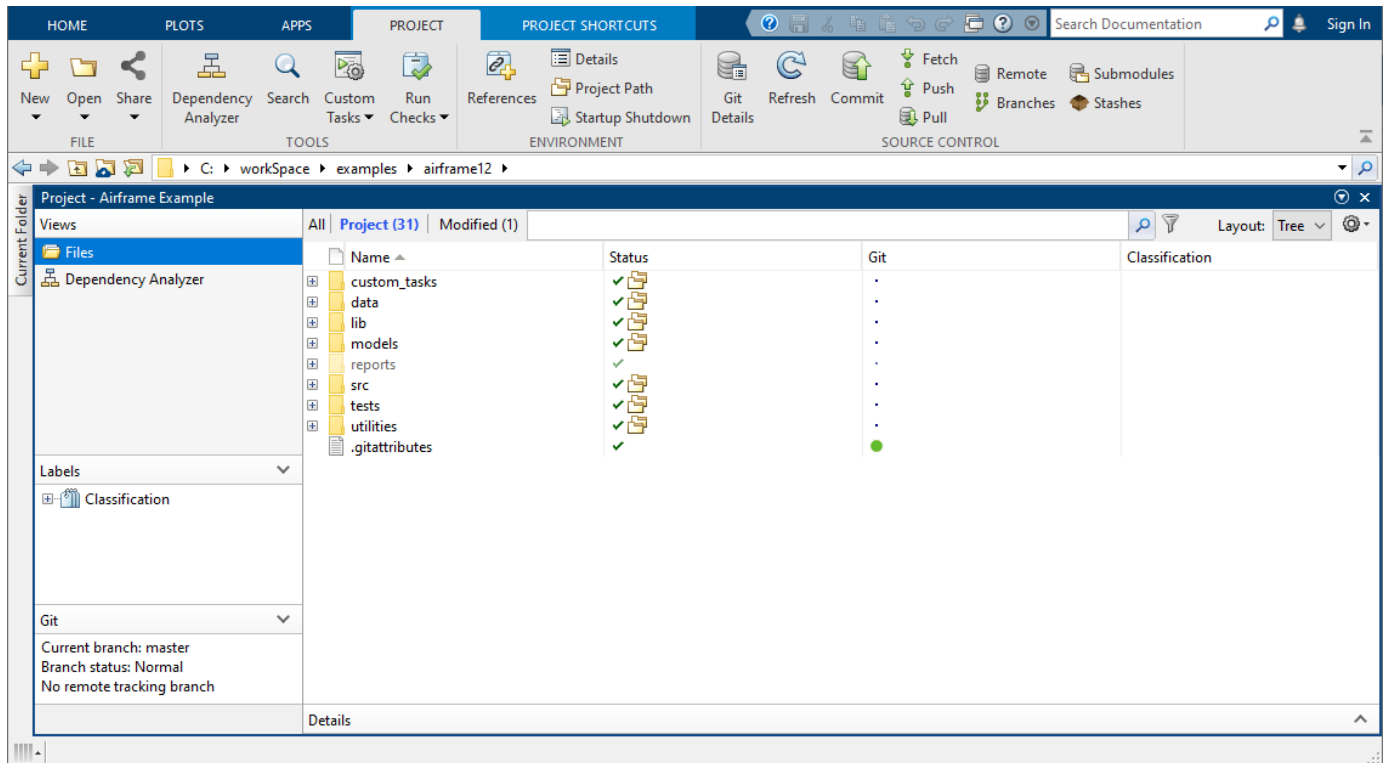 HOME PLOTS APPS PROJECT PROJECT SHORTCUTS Search Documentation Sign In
New Open Share Dependency Analyzer Search Custom Tasks Run Checks References Details Project Path Startup Shutdown Git Details Refresh Commit Fetch Push Pull Remote Branches Submodules Stashes
FILE TOOLS ENVIRONMENT SOURCE CONTROL
C: workSpace examples airframe12
Current Folder
Project - Airframe Example
Views All Project (31) Modified (1) Layout: Tree
Files Name Status Git Classification
Dependency Analyzer custom_tasks
data
lib
models
reports
src
tests
utilities
.gitattributes
Labels
Classification
Git
Current branch: master
Branch status: Normal
No remote tracking branch
Details